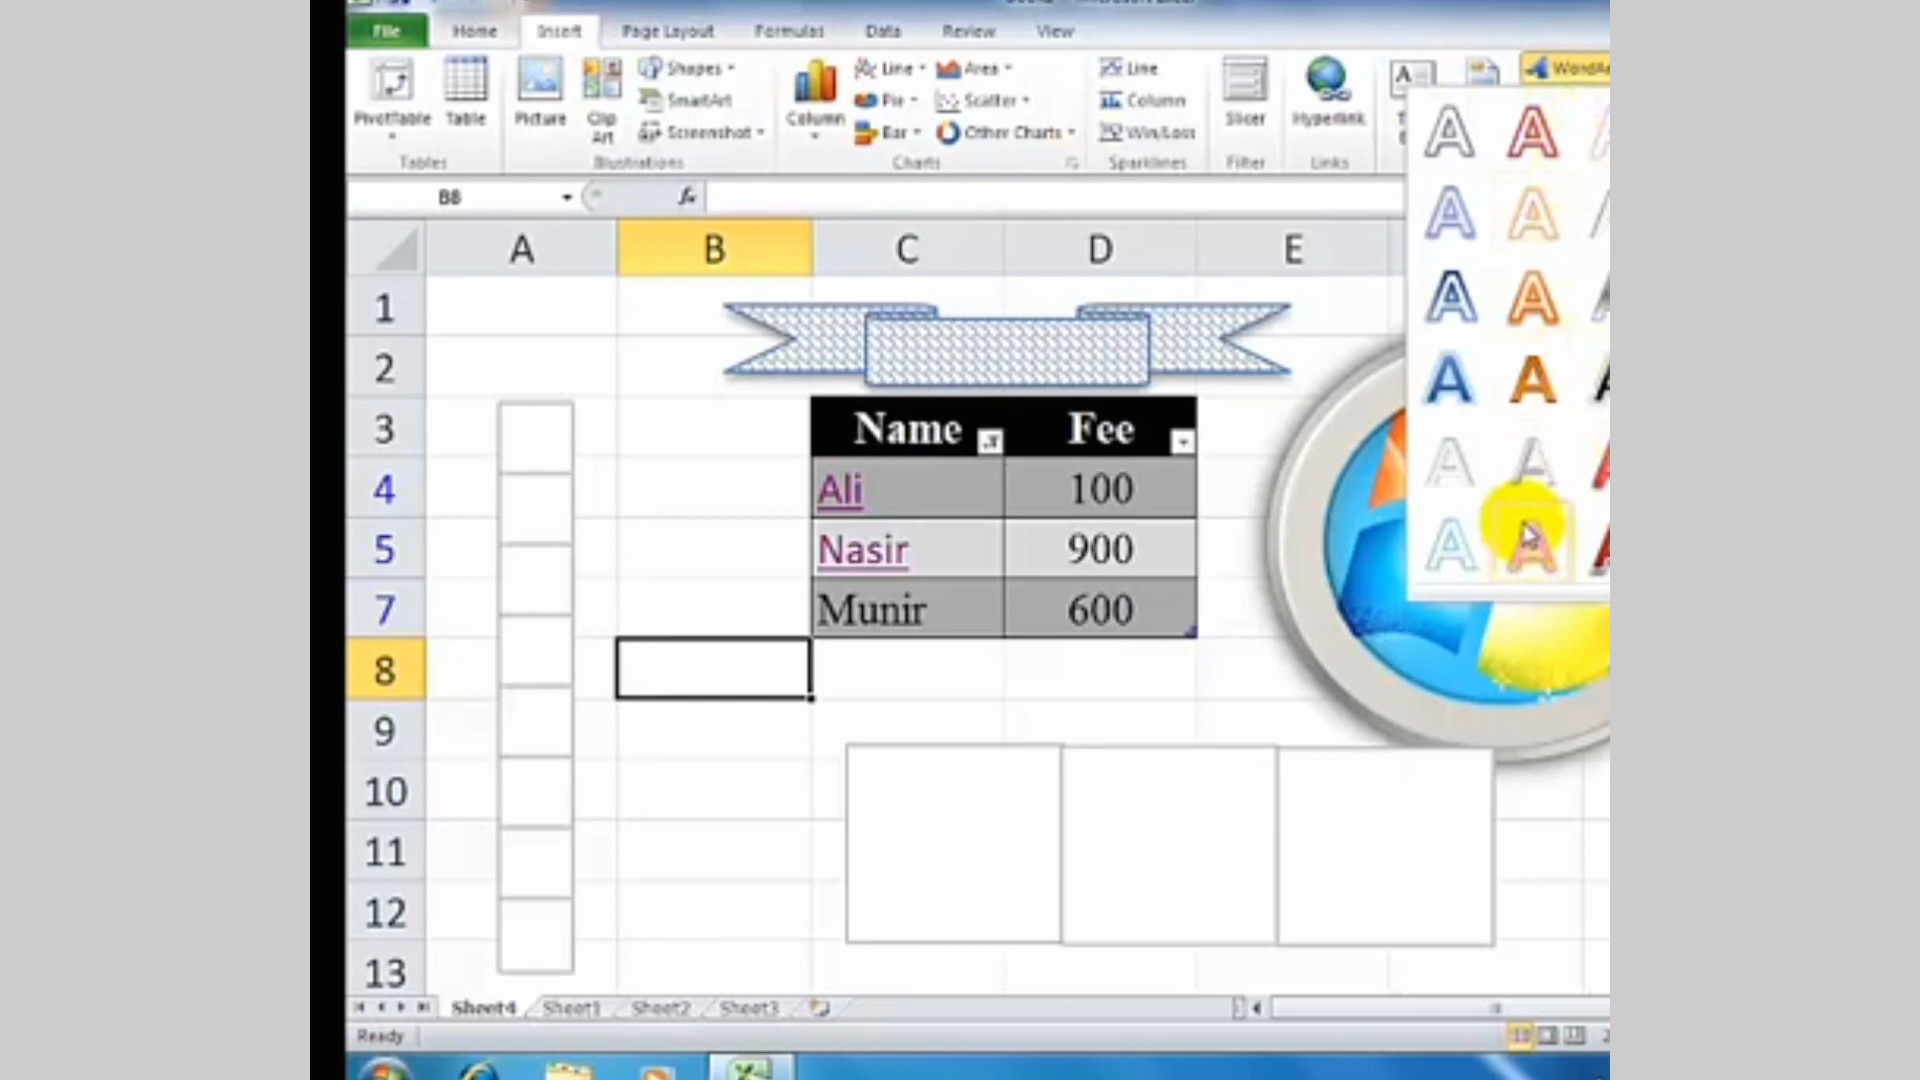 File Home Insert Page Layout Formulas Data Review View
Shapes Line Area Line WordArt
SmartArt Pie Scatter Column
PivotTable Table Picture Clip Art Screenshot Column Bar Other Charts Win/Loss Slicer Hyperlink
Tables Illustrations Charts Sparklines Filter Links
B8 fx
A B C D E
1
2
3 Name Fee
4 Ali 100
5 Nasir 900
7 Munir 600
8
9
10
11
12
13
Sheet4 Sheet1 Sheet2 Sheet3
Ready